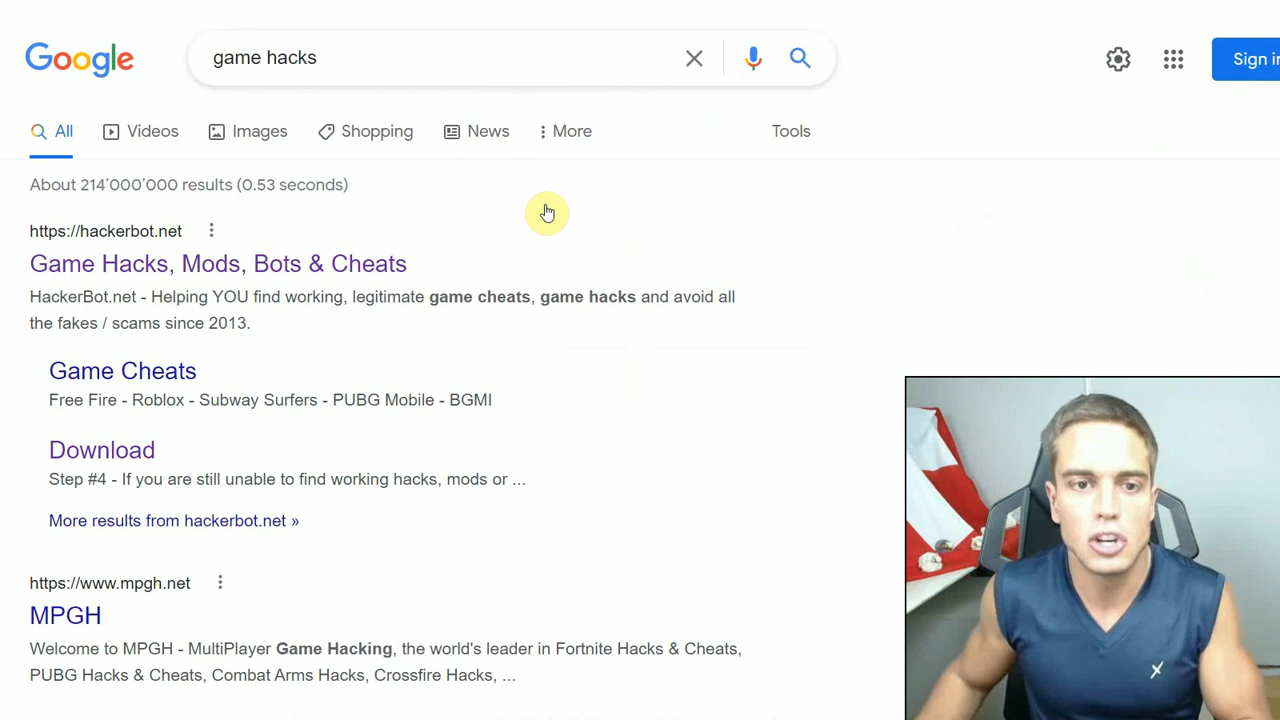 Google
game hacks
Sign in
All
Videos
Images
Shopping
News
More
Tools
About 214’000’000 results (0.53 seconds)
https://hackerbot.net
Game Hacks, Mods, Bots & Cheats
HackerBot.net - Helping YOU find working, legitimate game cheats, game hacks and avoid all
the fakes / scams since 2013.
Game Cheats
Free Fire - Roblox - Subway Surfers - PUBG Mobile - BGMI
Download
Step #4 - If you are still unable to find working hacks, mods or ...
More results from hackerbot.net »
https://www.mpgh.net
MPGH
Welcome to MPGH - MultiPlayer Game Hacking, the world's leader in Fortnite Hacks & Cheats,
PUBG Hacks & Cheats, Combat Arms Hacks, Crossfire Hacks, ...